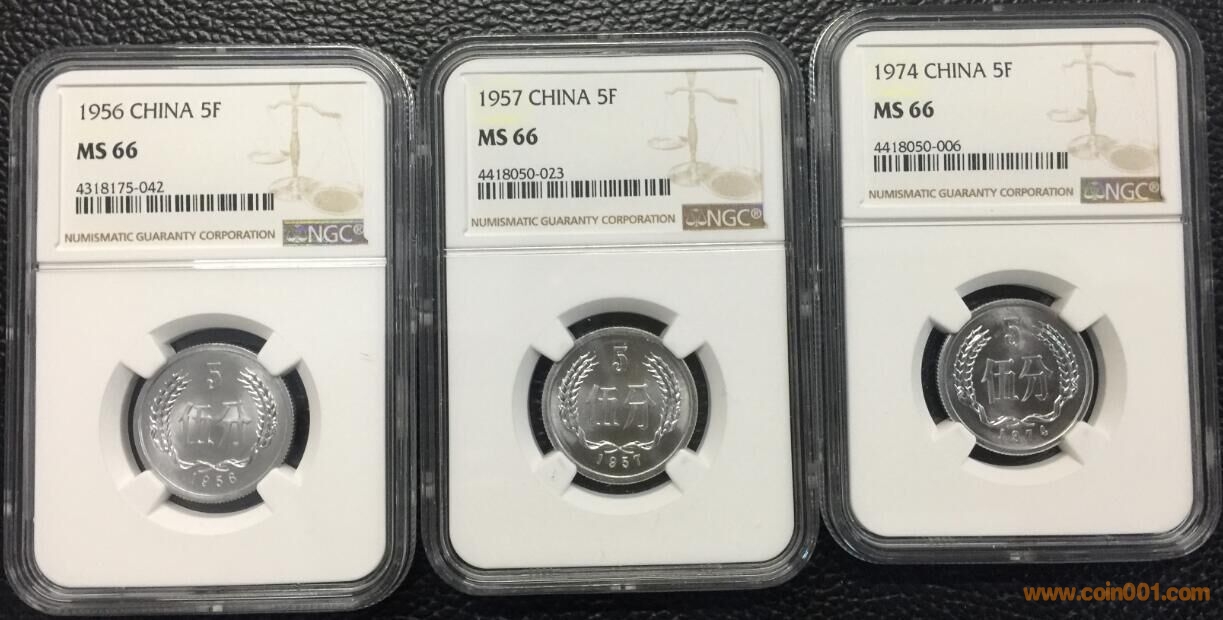 1956 CHINA 5F
MS 66
4318175-042
NUMISMATIC GUARANTY CORPORATION
NGC®
5
伍分
1956
1957 CHINA 5F
MS 66
4418050-023
NUMISMATIC GUARANTY CORPORATION
NGC®
5
伍分
1957
1974 CHINA 5F
MS 66
4418050-006
NUMISMATIC GUARANTY CORPORATION
NGC®
5
伍分
1974
www.coin001.com